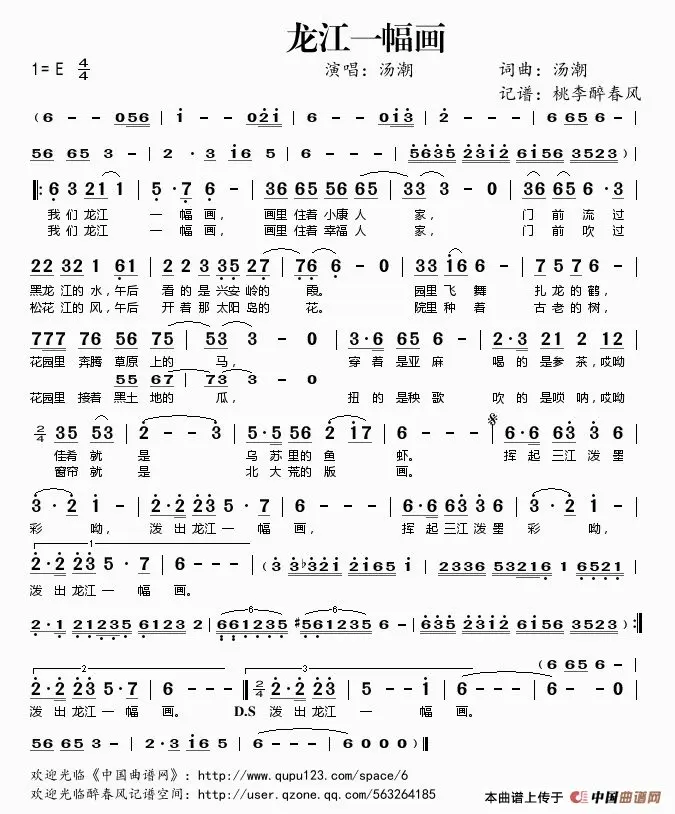 龙江一幅画
1= E 4/4 演唱：汤潮 词曲：汤潮
记谱：桃李醉春风
(6 - - 056 | i - - 02i | 6 - - 0i3 | 2 - - - | 6 65 6 - |
56 65 3 - | 2 · 3 i6 5 | 6 - - - | 5635 23i2 6i56 3523 )
6 3 21 1 | 5 · 7 6 - | 36 65 56 65 | 33 3 - 0 | 36 65 6 · 3
我们龙江 一幅画， 画里住着小康人 家， 门前流过
我们龙江 一幅画， 画里住着幸福人 家， 门前吹过
22 32 1 61 | 2 2 3 35 27 | 76 6 - 0 | 33 i6 6 - | 7 57 6 -
黑龙江的水，午后 看的是兴安岭的 霞。 园里飞舞 扎龙的鹤，
松花江的风，午后 开着那太阳岛的 花。 院里种着 古老的树，
777 76 56 75 | 53 3 - 0 | 3 · 6 65 6 - | 2 · 3 21 2 12
花园里奔腾草原上的 马， 穿着是亚麻 喝的是参茶，哎呦
55 67 | 73 3 - 0
花园里接着黑土地的 瓜， 扭的是秧歌 吹的是唢呐，哎呦
2/4 35 53 | 2 - - 3 | 5 · 5 56 2 17 | 6 - - - | 6 · 6 63 3 6
佳肴就 是 乌苏里的鱼 虾。 挥起三江泼墨
窗帘就 是 北大荒的版 画。
3 · 2 1 - | 2 · 2 23 5 · 7 | 6 - - - | 6 · 6 63 3 6 | 3 · 2 1 -
彩 呦， 泼出龙江一幅 画， 挥起三江泼墨 彩 呦，
1
2 · 2 23 5 · 7 | 6 - - - | (3 3♭32i 2i65 i | 2336 53216 1 6521
泼出龙江一幅 画。
2 · 1 21235 6123 2 | 6661235 #561235 6 - | 5635 23i2 6i56 3523 ) :‖
2 3
(6 65 6 -
2 · 2 23 5 · 7 | 6 - - - ‖ 2/4 2 · 2 23 | 5 - - i | 6 - - - | 6 - - 0
泼出龙江一幅 画。 D.S 泼出龙江 一 幅 画。
56 65 3 - | 2 · 3 i6 5 | 6 - - - | 6 0 0 0 )‖
欢迎光临《中国曲谱网》：http://www.qupu123.com/space/6
欢迎光临醉春风记谱空间：http://user.qzone.qq.com/563264185
本曲谱上传于 中国曲谱网